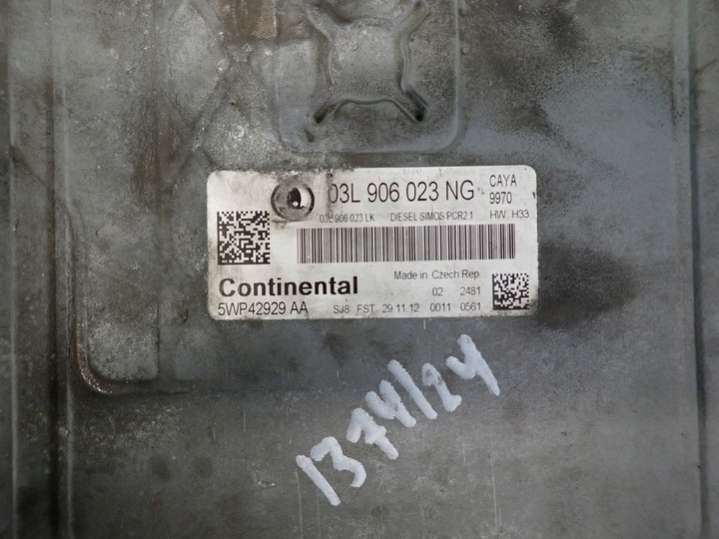 03L 906 023 NG
CAYA
9970
03L 906 023 LK DIESEL SIMOS PCR2.1 HW: H33
Continental
Made in Czech Rep
02 2481
5WP42929 AA SJ8 FST 29.11.12 0011 0561
1374/24